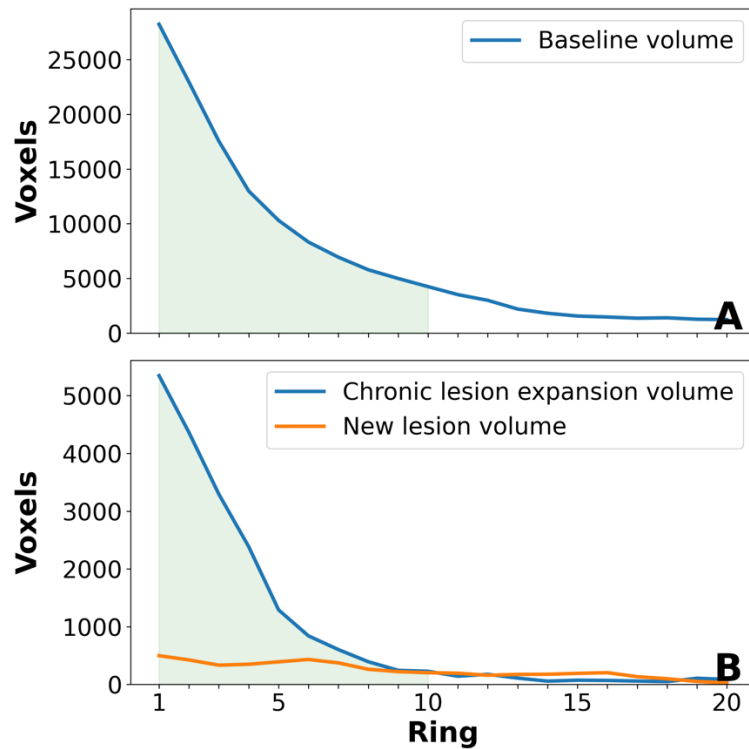 25000
20000
15000
10000
5000
0
Voxels
Baseline volume
A
5000
4000
3000
2000
1000
0
Voxels
Chronic lesion expansion volume
New lesion volume
B
1 5 10 15 20
Ring